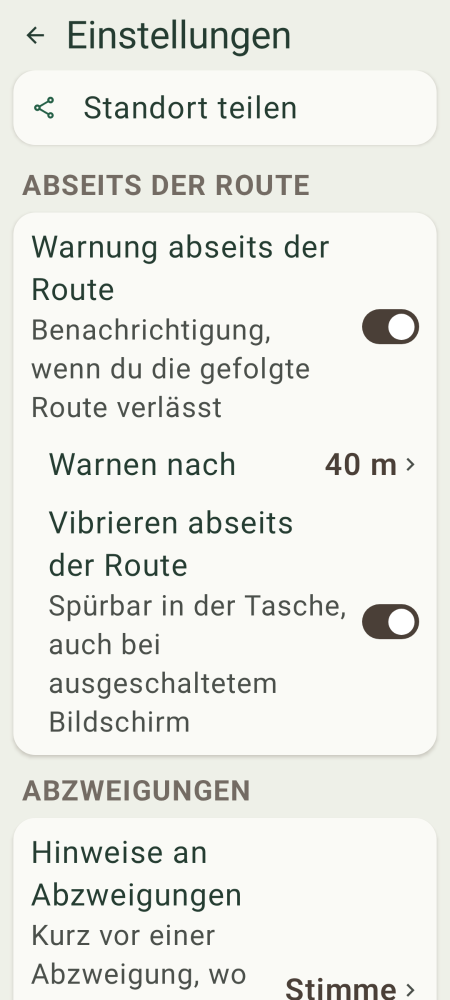 Einstellungen
Standort teilen
ABSEITS DER ROUTE
Warnung abseits der
Route
Benachrichtigung,
wenn du die gefolgte
Route verlässt
Warnen nach 40 m
Vibrieren abseits
der Route
Spürbar in der Tasche,
auch bei
ausgeschaltetem
Bildschirm
ABZWEIGUNGEN
Hinweise an
Abzweigungen
Kurz vor einer
Abzweigung, wo
Stimme